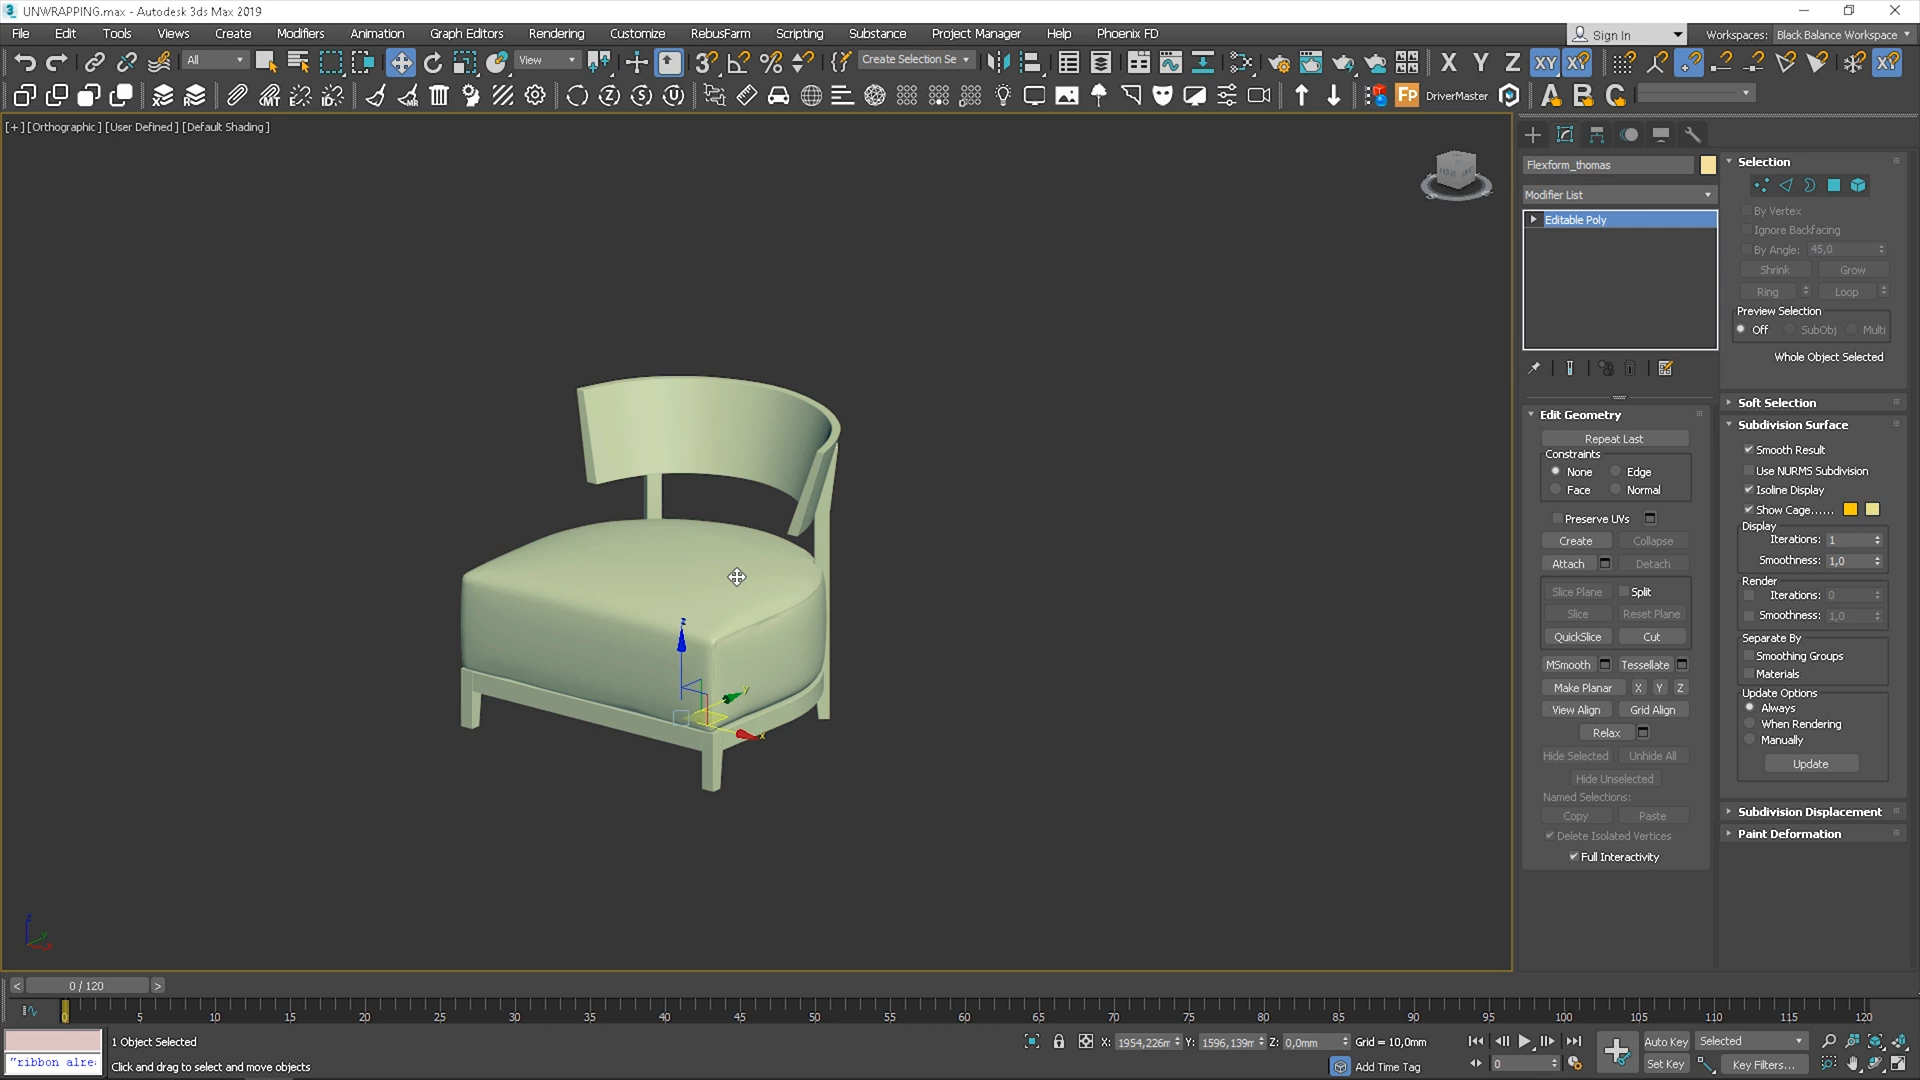 UNWRAPPING.max - Autodesk 3ds Max 2019
File Edit Tools Views Create Modifiers Animation Graph Editors Rendering Customize RebusFarm Scripting Substance Project Manager Help Phoenix FD
Sign In Workspaces: Black Balance Workspace
All View Create Selection Se X Y Z XY XY XY
FP DriverMaster A B C
[+] [Orthographic ] [User Defined ] [Default Shading ]
Flexform_thomas
Modifier List
Editable Poly
Edit Geometry
Repeat Last
Constraints
None Edge
Face Normal
Preserve UVs
Create Collapse
Attach Detach
Slice Plane Split
Slice Reset Plane
QuickSlice Cut
MSmooth Tessellate
Make Planar X Y Z
View Align Grid Align
Relax
Hide Selected Unhide All
Hide Unselected
Named Selections:
Copy Paste
Delete Isolated Vertices
Full Interactivity
Selection
By Vertex
Ignore Backfacing
By Angle: 45,0
Shrink Grow
Ring Loop
Preview Selection
Off SubObj Multi
Whole Object Selected
Soft Selection
Subdivision Surface
Smooth Result
Use NURMS Subdivision
Isoline Display
Show Cage......
Display
Iterations: 1
Smoothness: 1,0
Render
Iterations: 0
Smoothness: 1,0
Separate By
Smoothing Groups
Materials
Update Options
Always
When Rendering
Manually
Update
Subdivision Displacement
Paint Deformation
z
y
x
< 0 / 120 >
0 5 10 15 20 25 30 35 40 45 50 55 60 65 70 75 80 85 90 95 100 105 110 115 120
1 Object Selected
X: 1954,226m Y: 1596,139m Z: 0,0mm Grid = 10,0mm
Auto Key Selected
"ribbon alre
Click and drag to select and move objects
Add Time Tag
0
Set Key Key Filters...